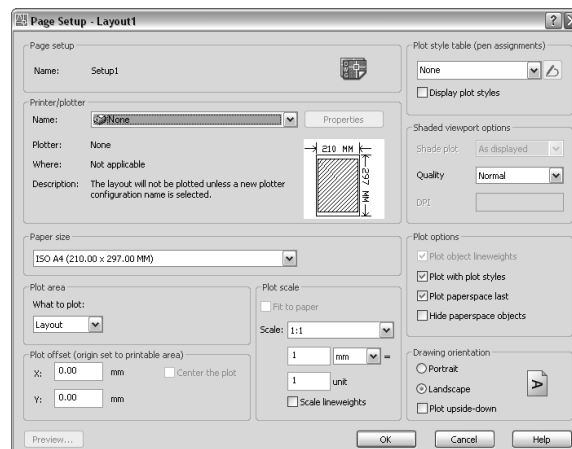 Page Setup - Layout1
Page setup
Name: Setup1
Printer/plotter
Name: None
Properties
Plotter: None
Where: Not applicable
Description: The layout will not be plotted unless a new plotter
configuration name is selected.
210 MM
297 MM
Paper size
ISO A4 (210.00 x 297.00 MM)
Plot area
What to plot:
Layout
Plot offset (origin set to printable area)
X: 0.00 mm
Center the plot
Y: 0.00 mm
Plot scale
Fit to paper
Scale: 1:1
1 mm =
1 unit
Scale lineweights
Plot style table (pen assignments)
None
Display plot styles
Shaded viewport options
Shade plot As displayed
Quality Normal
DPI
Plot options
Plot object lineweights
Plot with plot styles
Plot paperspace last
Hide paperspace objects
Drawing orientation
Portrait
Landscape
Plot upside-down
A
Preview...
OK
Cancel
Help